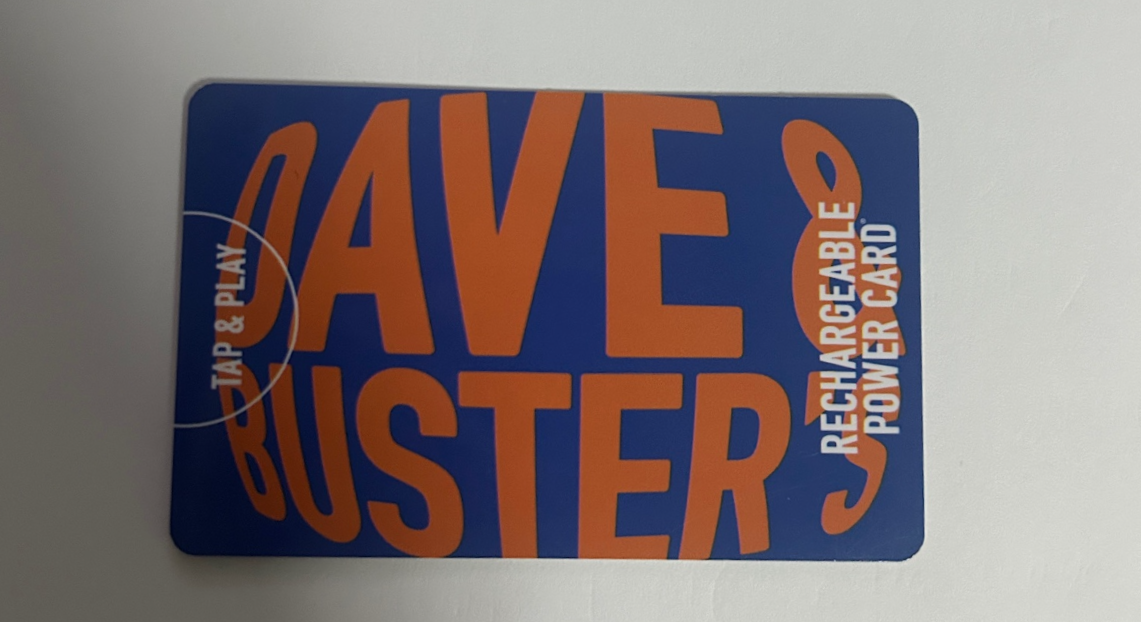 DAVE &
BUSTER'S
TAP & PLAY
RECHARGEABLE
POWER CARD®